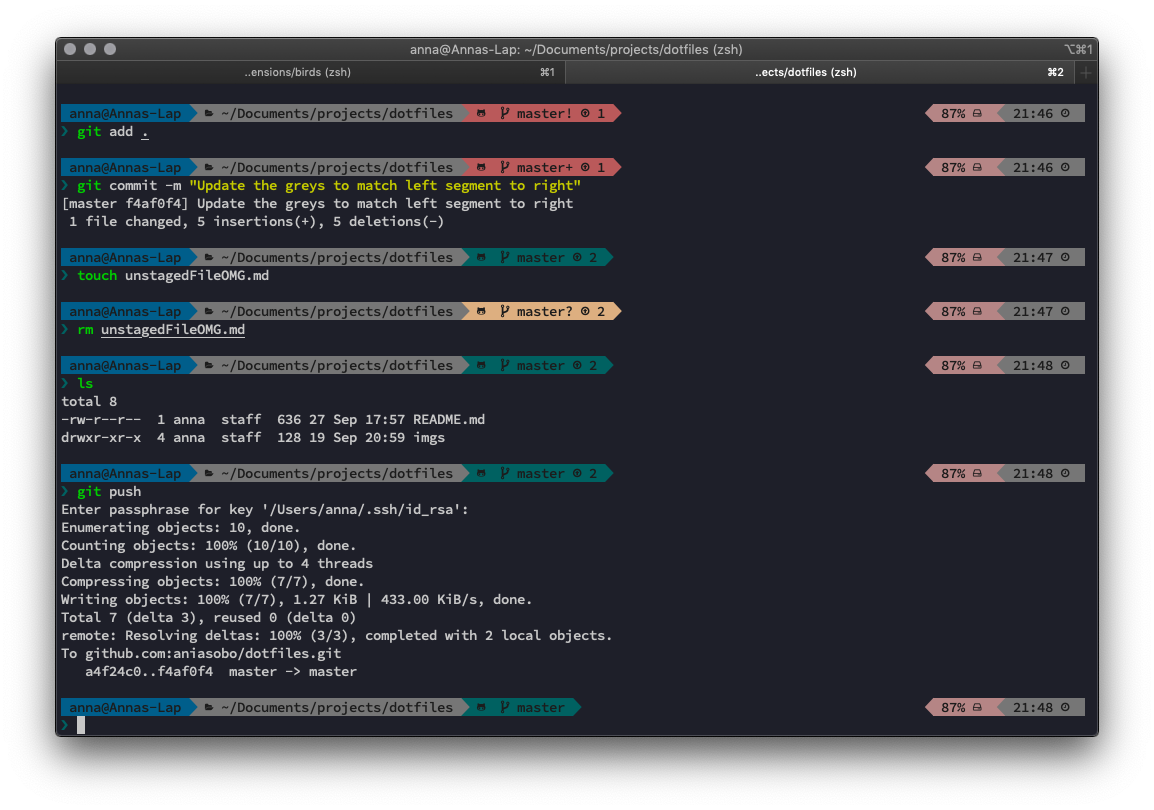 anna@Annas-Lap: ~/Documents/projects/dotfiles (zsh) ⌥⌘1
..ensions/birds (zsh) ⌘1 ..ects/dotfiles (zsh) ⌘2 +
anna@Annas-Lap ~/Documents/projects/dotfiles master! 1 87% 21:46
❯ git add .
anna@Annas-Lap ~/Documents/projects/dotfiles master+ 1 87% 21:46
❯ git commit -m "Update the greys to match left segment to right"
[master f4af0f4] Update the greys to match left segment to right
1 file changed, 5 insertions(+), 5 deletions(-)
anna@Annas-Lap ~/Documents/projects/dotfiles master 2 87% 21:47
❯ touch unstagedFileOMG.md
anna@Annas-Lap ~/Documents/projects/dotfiles master? 2 87% 21:47
❯ rm unstagedFileOMG.md
anna@Annas-Lap ~/Documents/projects/dotfiles master 2 87% 21:48
❯ ls
total 8
-rw-r--r-- 1 anna staff 636 27 Sep 17:57 README.md
drwxr-xr-x 4 anna staff 128 19 Sep 20:59 imgs
anna@Annas-Lap ~/Documents/projects/dotfiles master 2 87% 21:48
❯ git push
Enter passphrase for key '/Users/anna/.ssh/id_rsa':
Enumerating objects: 10, done.
Counting objects: 100% (10/10), done.
Delta compression using up to 4 threads
Compressing objects: 100% (7/7), done.
Writing objects: 100% (7/7), 1.27 KiB | 433.00 KiB/s, done.
Total 7 (delta 3), reused 0 (delta 0)
remote: Resolving deltas: 100% (3/3), completed with 2 local objects.
To github.com:aniasobo/dotfiles.git
a4f24c0..f4af0f4 master -> master
anna@Annas-Lap ~/Documents/projects/dotfiles master 87% 21:48
❯